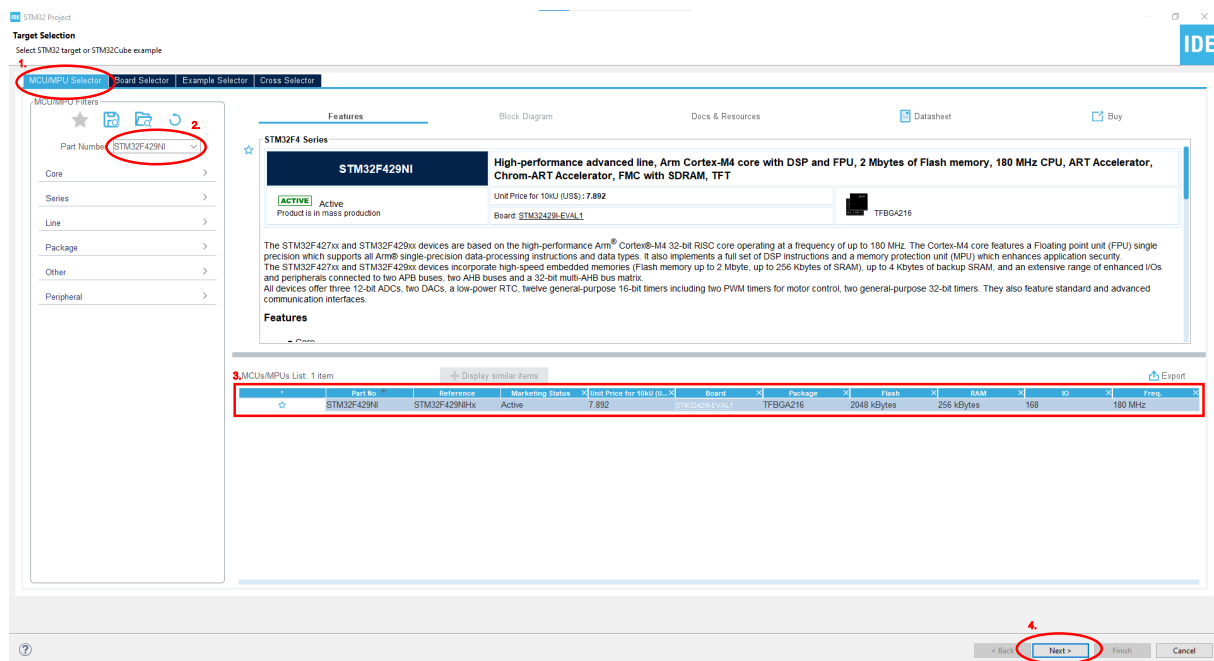 IDE STM32 Project
Target Selection
Select STM32 target or STM32Cube example
IDE
1.
MCU/MPU Selector Board Selector Example Selector Cross Selector
MCU/MPU Filters
2.
Part Number STM32F429NI
Core
Series
Line
Package
Other
Peripheral
Features Block Diagram Docs & Resources Datasheet Buy
STM32F4 Series
STM32F429NI
High-performance advanced line, Arm Cortex-M4 core with DSP and FPU, 2 Mbytes of Flash memory, 180 MHz CPU, ART Accelerator,
Chrom-ART Accelerator, FMC with SDRAM, TFT
ACTIVE Active
Product is in mass production
Unit Price for 10kU (US$) : 7.892
Board: STM32429I-EVAL1
TFBGA216
The STM32F427xx and STM32F429xx devices are based on the high-performance Arm® Cortex®-M4 32-bit RISC core operating at a frequency of up to 180 MHz. The Cortex-M4 core features a Floating point unit (FPU) single
precision which supports all Arm® single-precision data-processing instructions and data types. It also implements a full set of DSP instructions and a memory protection unit (MPU) which enhances application security.
The STM32F427xx and STM32F429xx devices incorporate high-speed embedded memories (Flash memory up to 2 Mbyte, up to 256 Kbytes of SRAM), up to 4 Kbytes of backup SRAM, and an extensive range of enhanced I/Os
and peripherals connected to two APB buses, two AHB buses and a 32-bit multi-AHB bus matrix.
All devices offer three 12-bit ADCs, two DACs, a low-power RTC, twelve general-purpose 16-bit timers including two PWM timers for motor control, two general-purpose 32-bit timers. They also feature standard and advanced
communication interfaces.
Features
Core
3. MCUs/MPUs List: 1 item + Display similar items Export
* Part No Reference Marketing Status Unit Price for 10kU (U... Board Package Flash RAM IO Freq.
STM32F429NI STM32F429NIHx Active 7.892 STM32429I-EVAL1 TFBGA216 2048 kBytes 256 kBytes 168 180 MHz
4.
? < Back Next > Finish Cancel